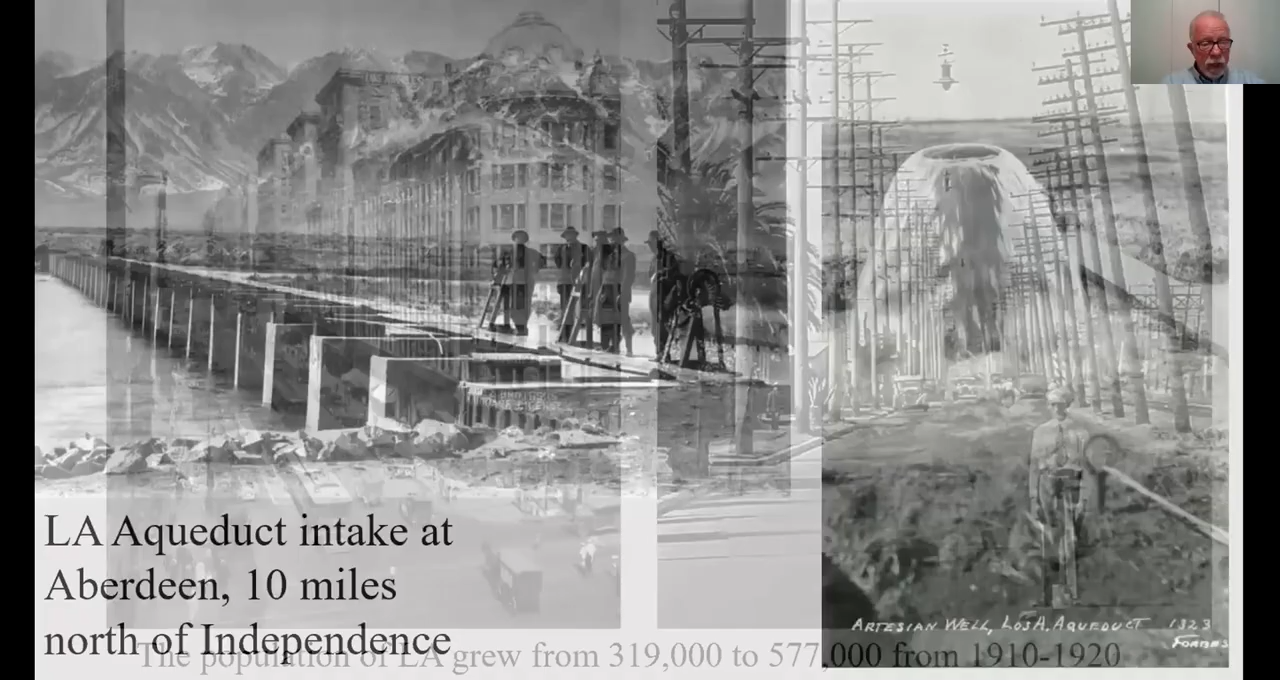 LA Aqueduct intake at
Aberdeen, 10 miles
north of Independence
The population of LA grew from 319,000 to 577,000 from 1910-1920
ARTESIAN WELL, LOS A. AQUEDUCT 1323
FORBES